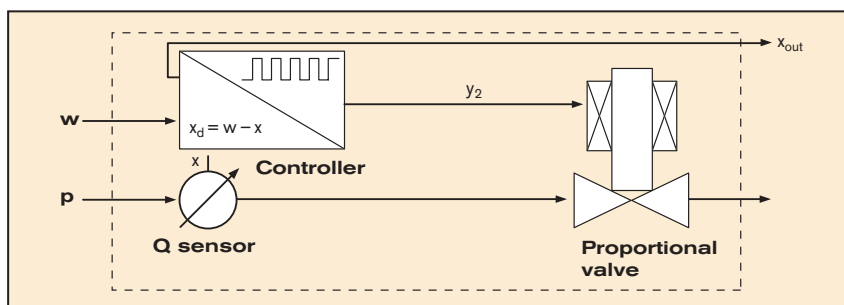 x_out
y_2
w
x_d = w – x
x
Controller
p
Q sensor
Proportional
valve